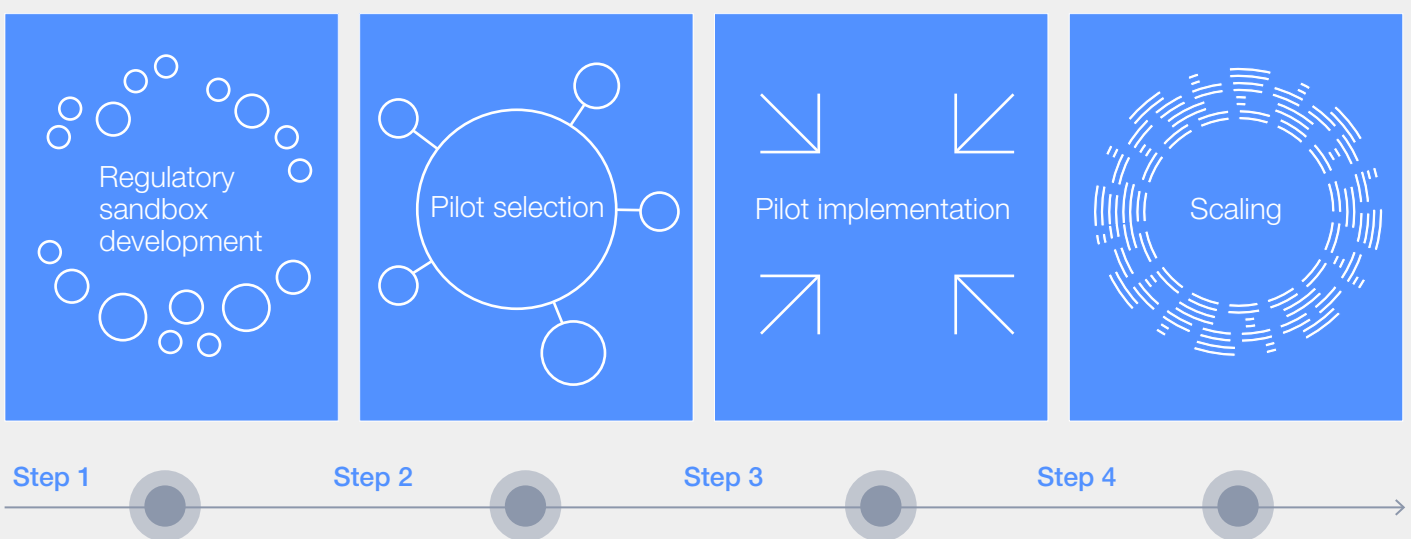 Regulatory
sandbox
development
Pilot selection
Pilot implementation
Scaling
Step 1
Step 2
Step 3
Step 4